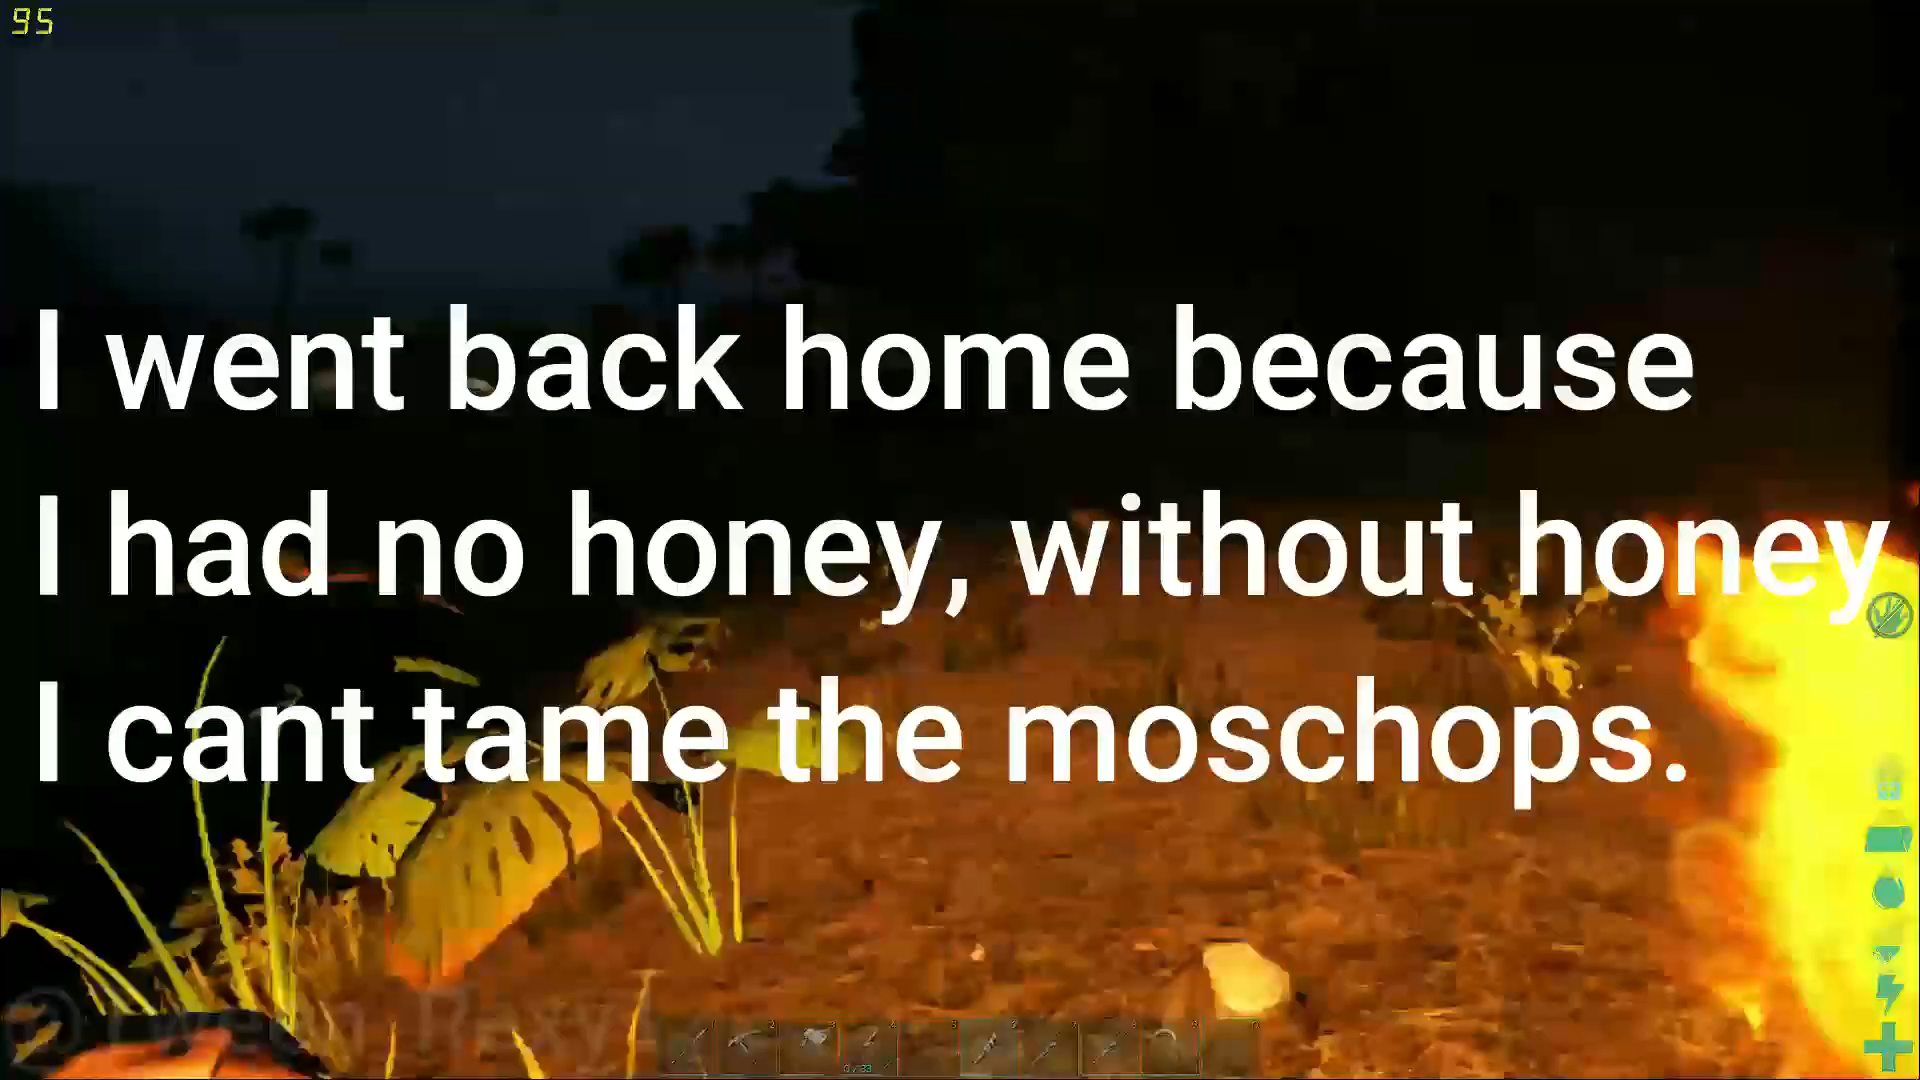 95
I went back home because
I had no honey, without honey
I cant tame the moschops.